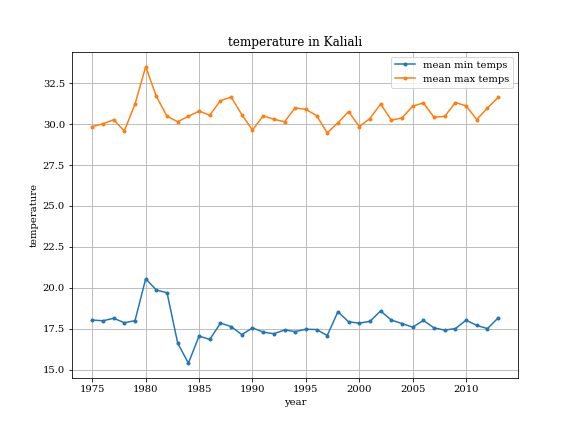 temperature in Kaliali
mean min temps
mean max temps
32.5
30.0
27.5
25.0
22.5
20.0
17.5
15.0
temperature
1975 1980 1985 1990 1995 2000 2005 2010
year